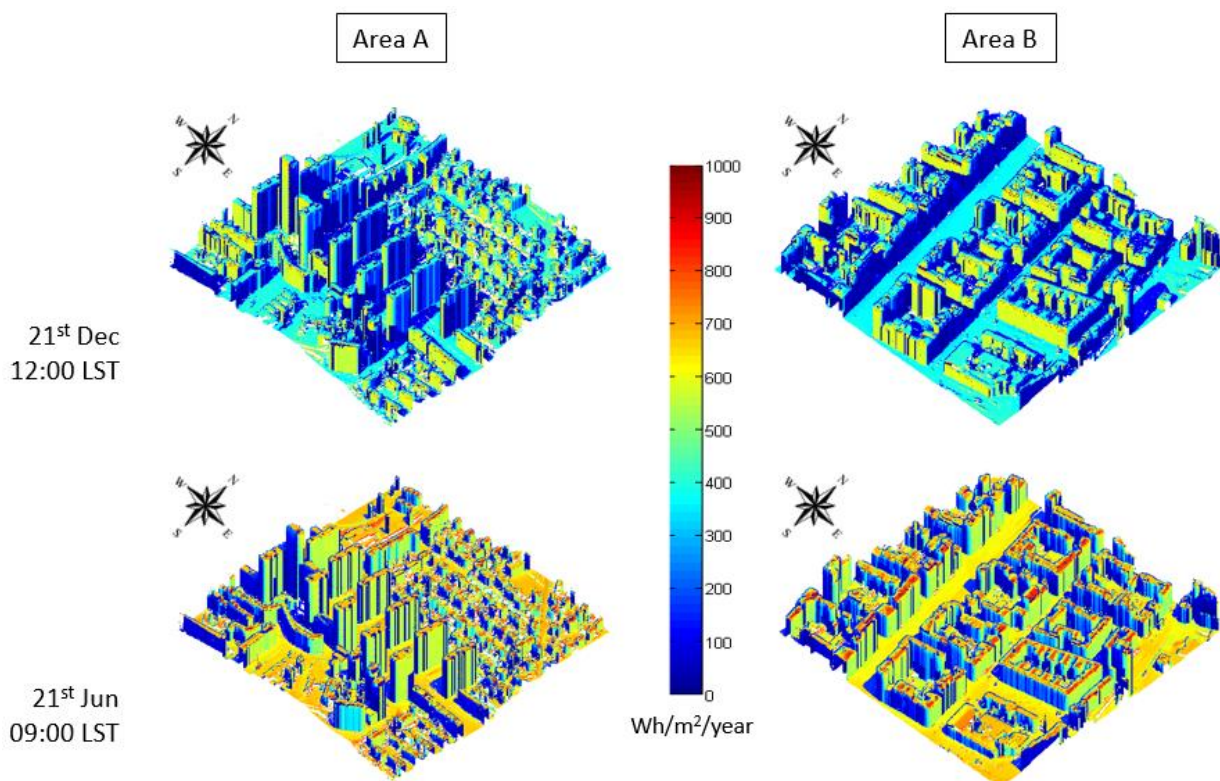 Area A
Area B
N
W
S
E
N
W
S
E
21st Dec
12:00 LST
1000
900
800
700
600
500
400
300
200
100
0
Wh/m²/year
N
W
S
E
N
W
S
E
21st Jun
09:00 LST